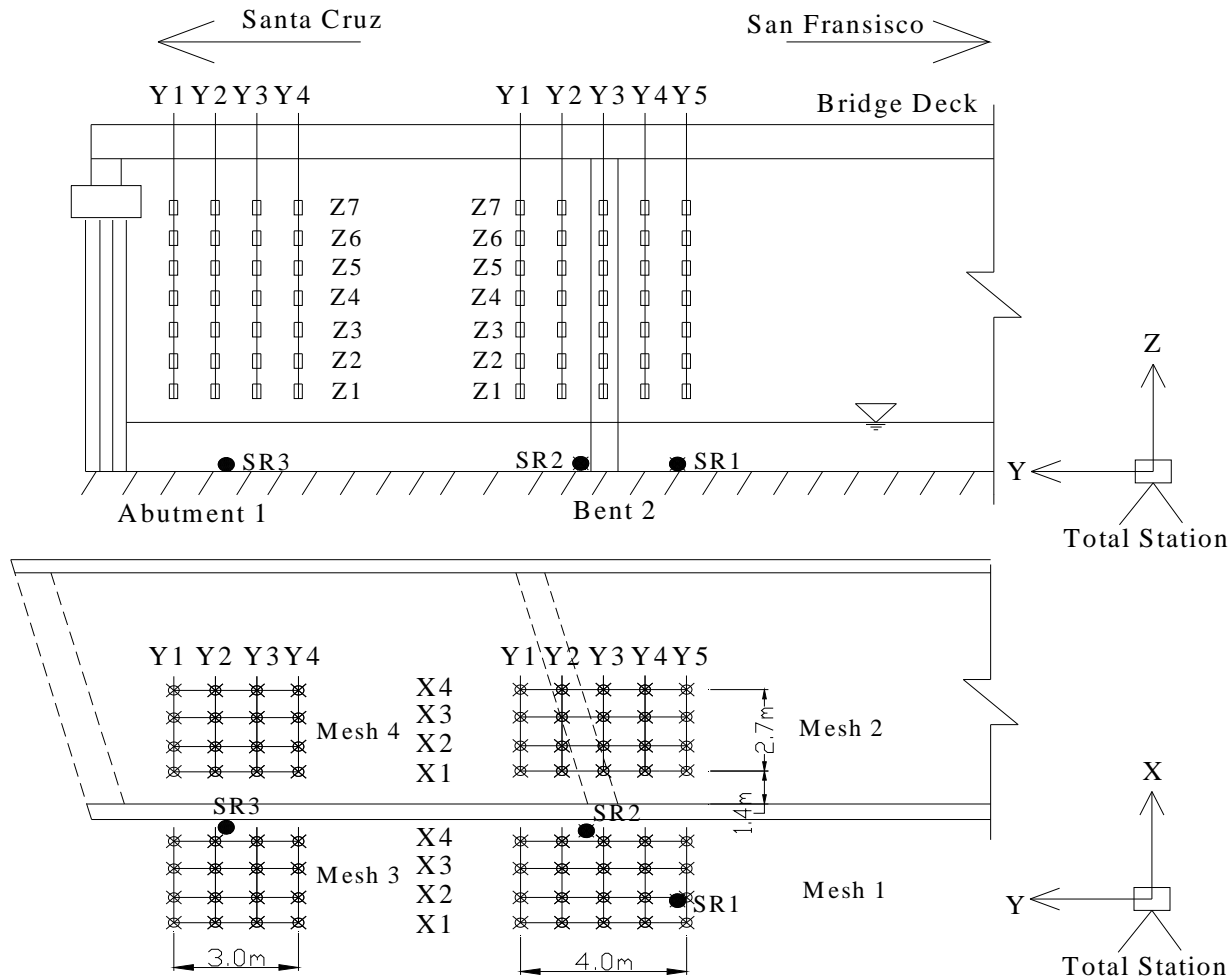 Santa Cruz
San Fransisco
Y1 Y2 Y3 Y4
Y1 Y2 Y3 Y4 Y5
Bridge Deck
Z7 Z7
Z6 Z6
Z5 Z5
Z4 Z4
Z3 Z3
Z2 Z2
Z1 Z1
Z
SR3
SR2
SR1
Y
Abutment 1
Bent 2
Total Station
Y1 Y2 Y3 Y4
Y1 Y2 Y3 Y4 Y5
X4
X3
X2
X1
Mesh 4
Mesh 2
2.7m
1.4m
X
SR3
SR2
X4
X3
X2
X1
Mesh 3
SR1
Mesh 1
Y
3.0m
4.0m
Total Station